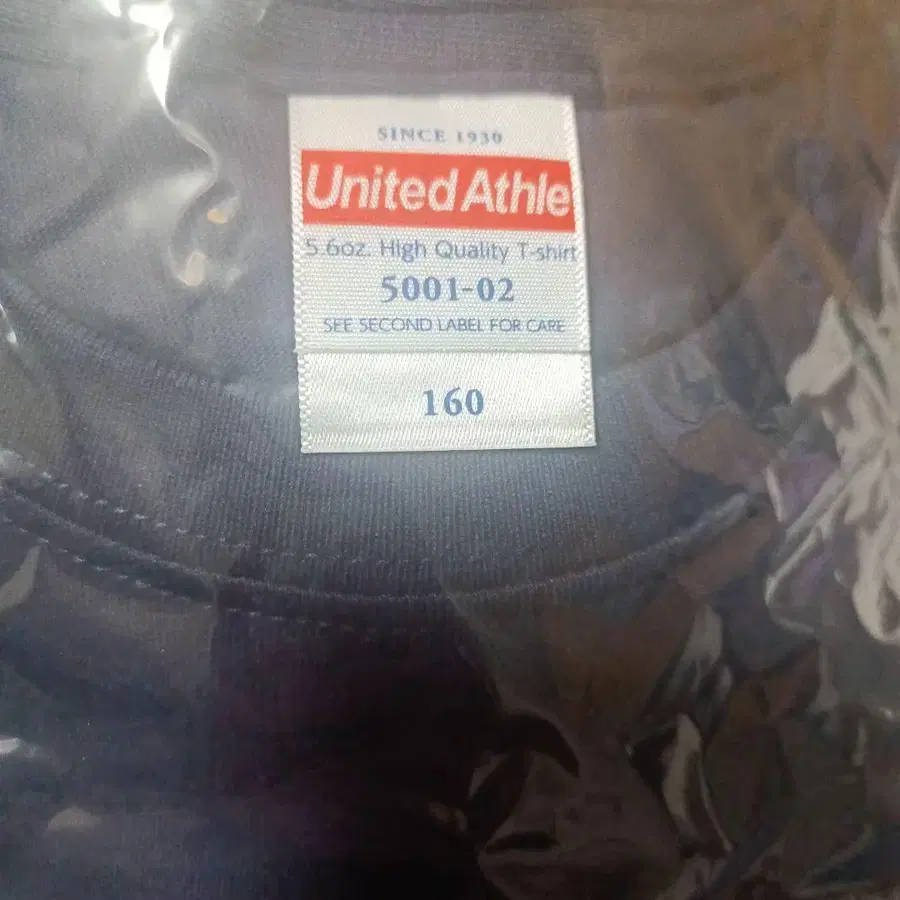 SINCE 1930
United Athle
5.6oz. High Quality T-shirt
5001-02
SEE SECOND LABEL FOR CARE
160